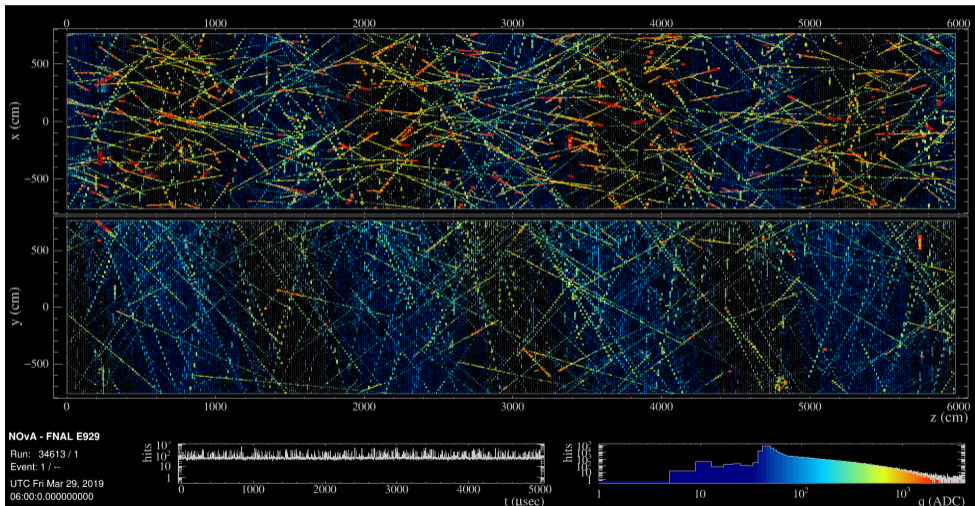 0 1000 2000 3000 4000 5000 6000
500
x (cm)
0
−500
500
y (cm)
0
−500
0 1000 2000 3000 4000 5000 6000
z (cm)
NOvA - FNAL E929
Run: 34613 / 1
Event: 1 / --
UTC Fri Mar 29, 2019
06:00:0.000000000
hits
10
1
0 1000 2000 3000 4000 5000
t (μsec)
hits
10
1
1 10 10² 10³
q (ADC)